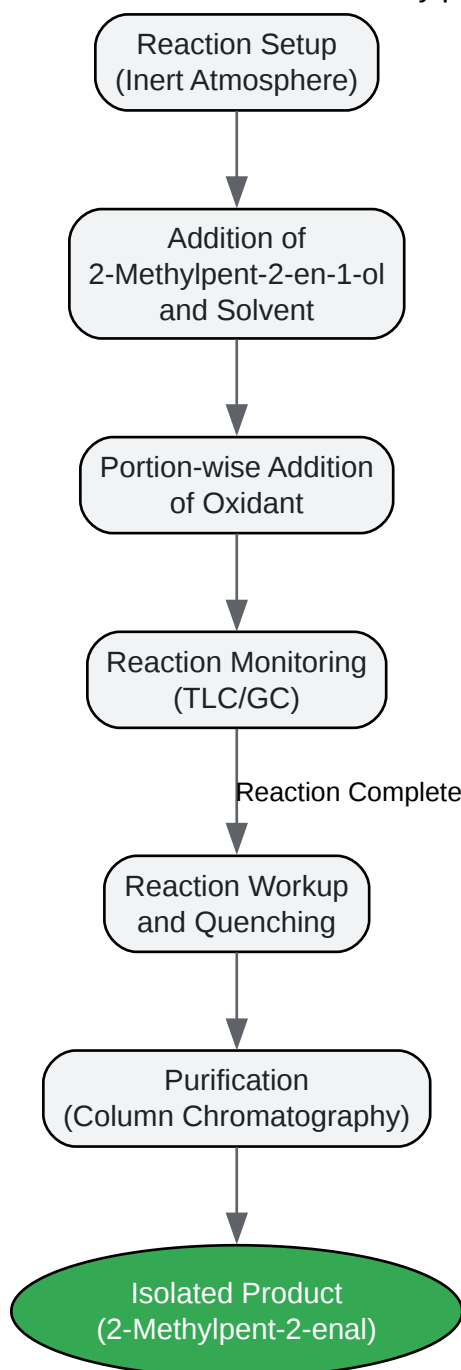 Reaction Setup
(Inert Atmosphere)
Addition of
2-Methylpent-2-en-1-ol
and Solvent
Portion-wise Addition
of Oxidant
Reaction Monitoring
(TLC/GC)
Reaction Complete
Reaction Workup
and Quenching
Purification
(Column Chromatography)
Isolated Product
(2-Methylpent-2-enal)